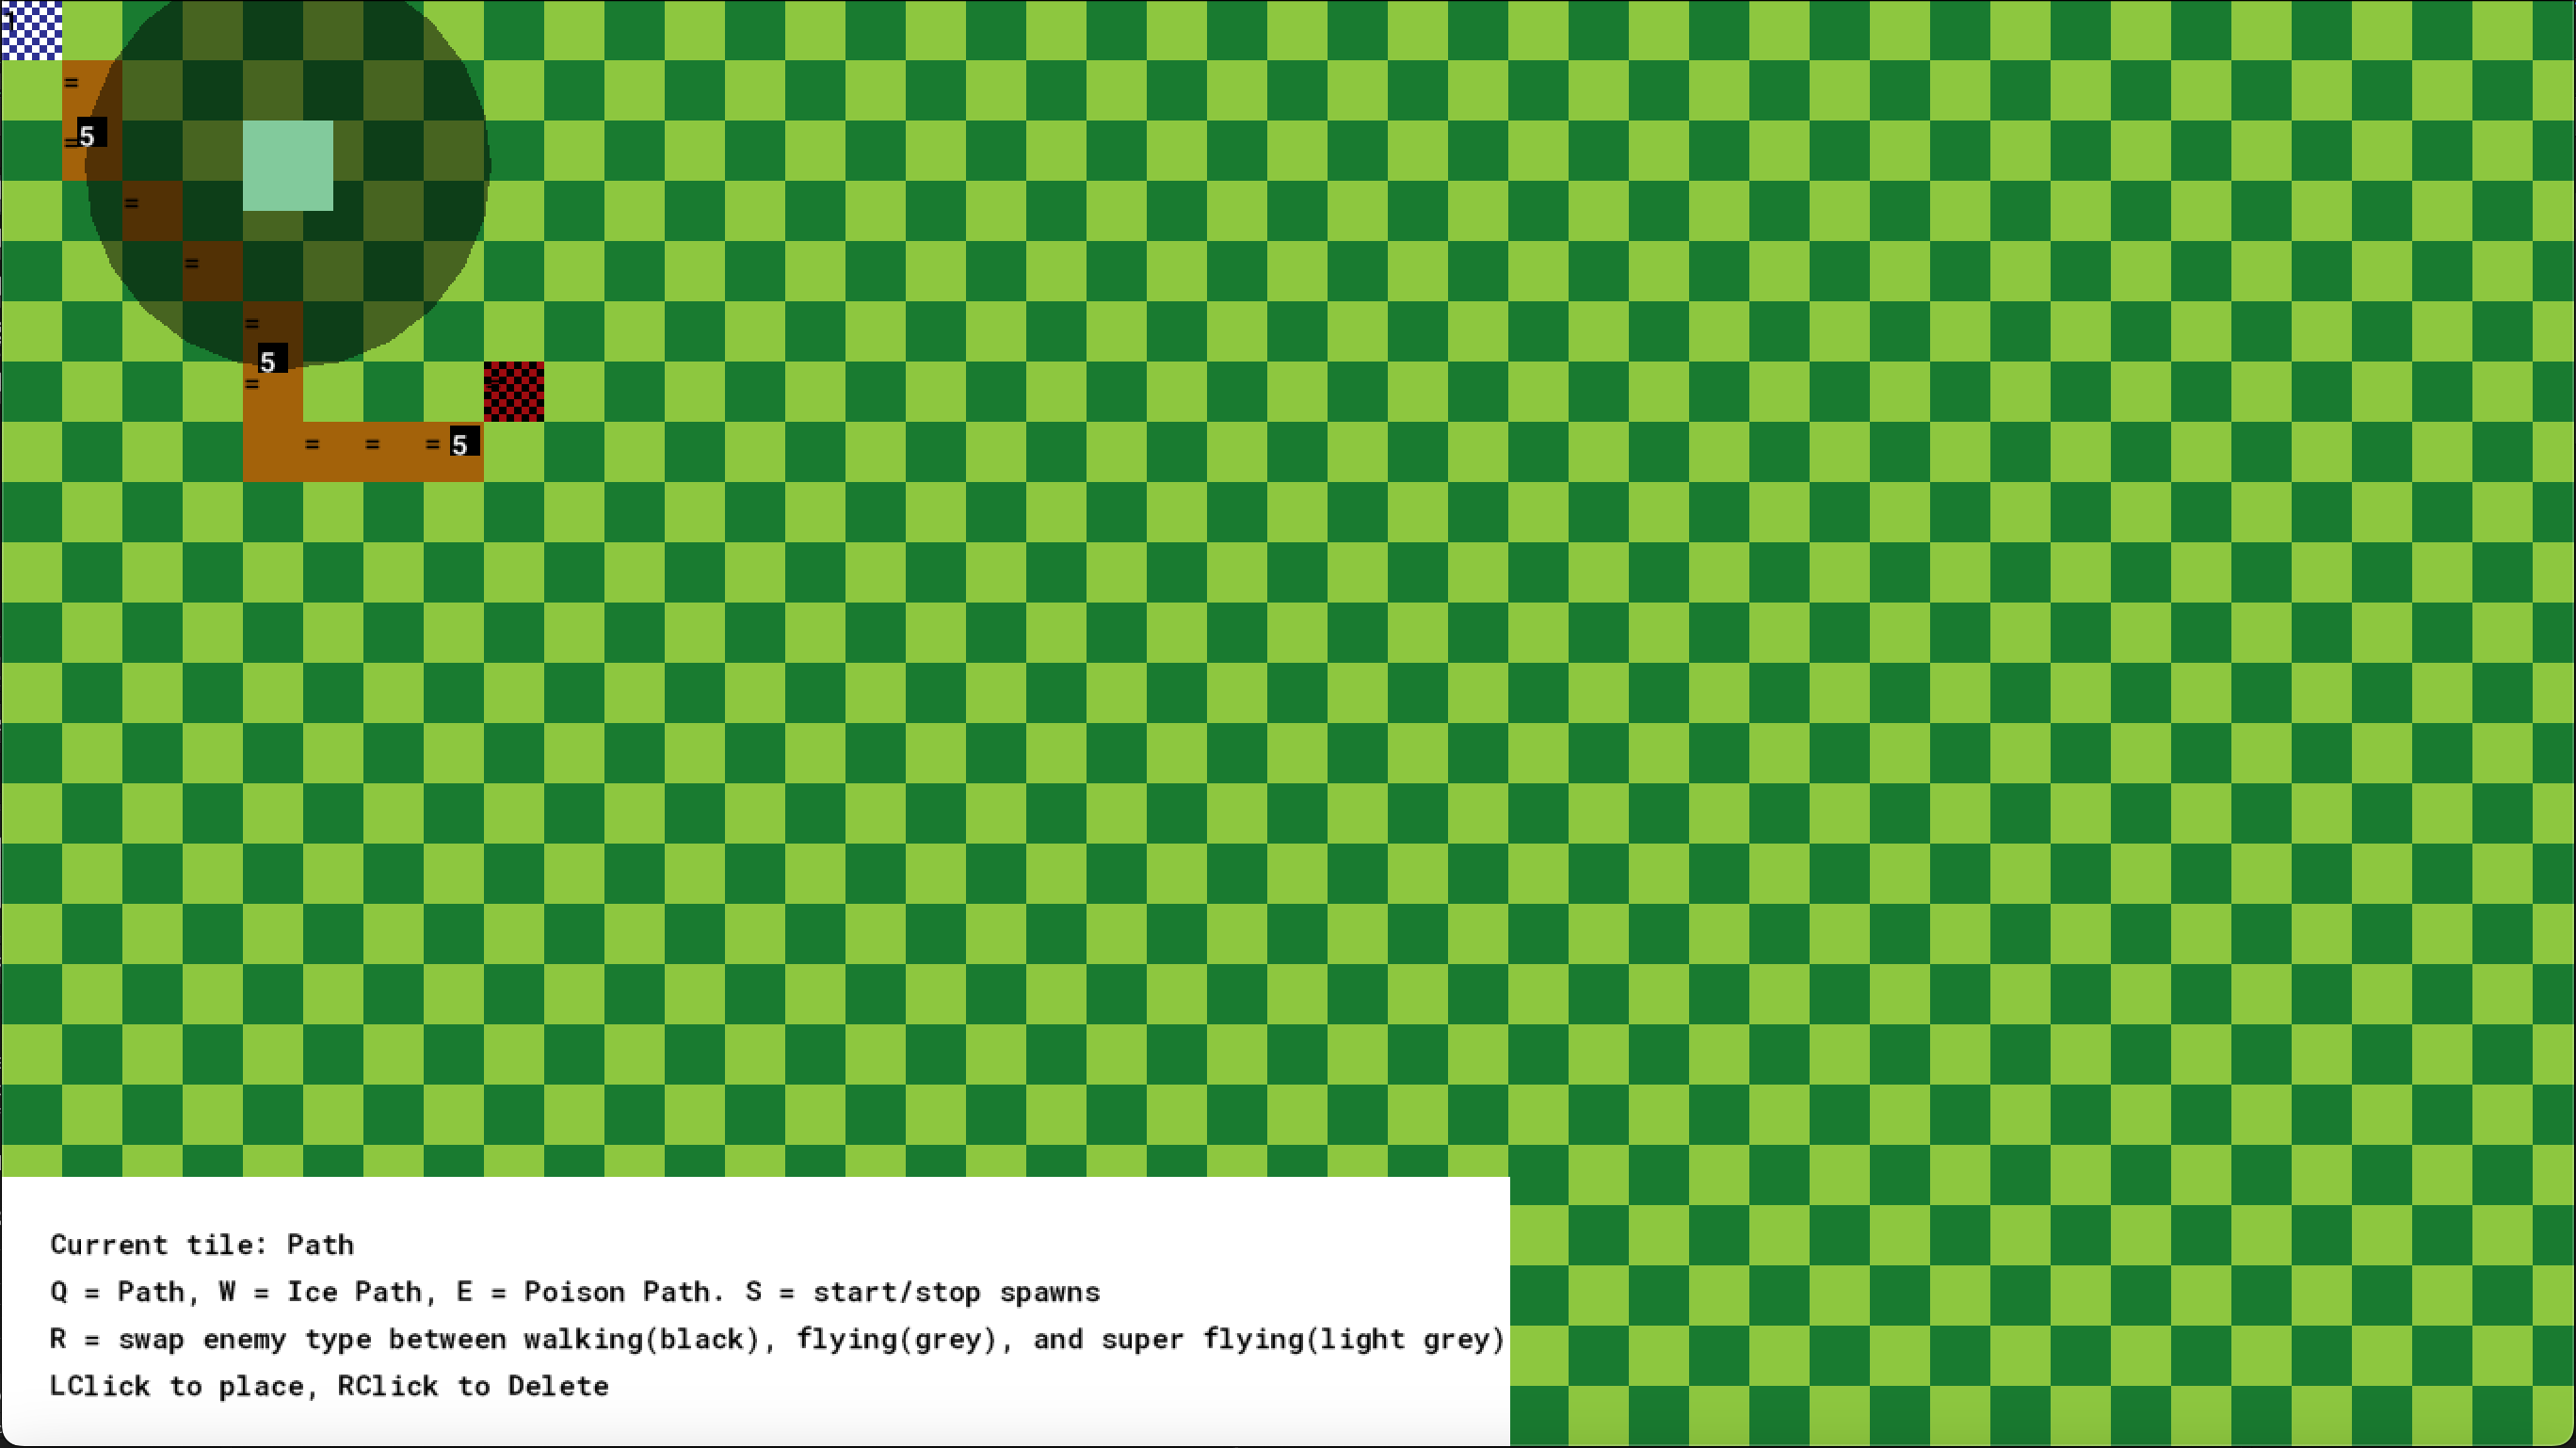 1
=
= 5
=
=
=
5
=
= = = 5
Current tile: Path
Q = Path, W = Ice Path, E = Poison Path. S = start/stop spawns
R = swap enemy type between walking(black), flying(grey), and super flying(light grey)
LClick to place, RClick to Delete